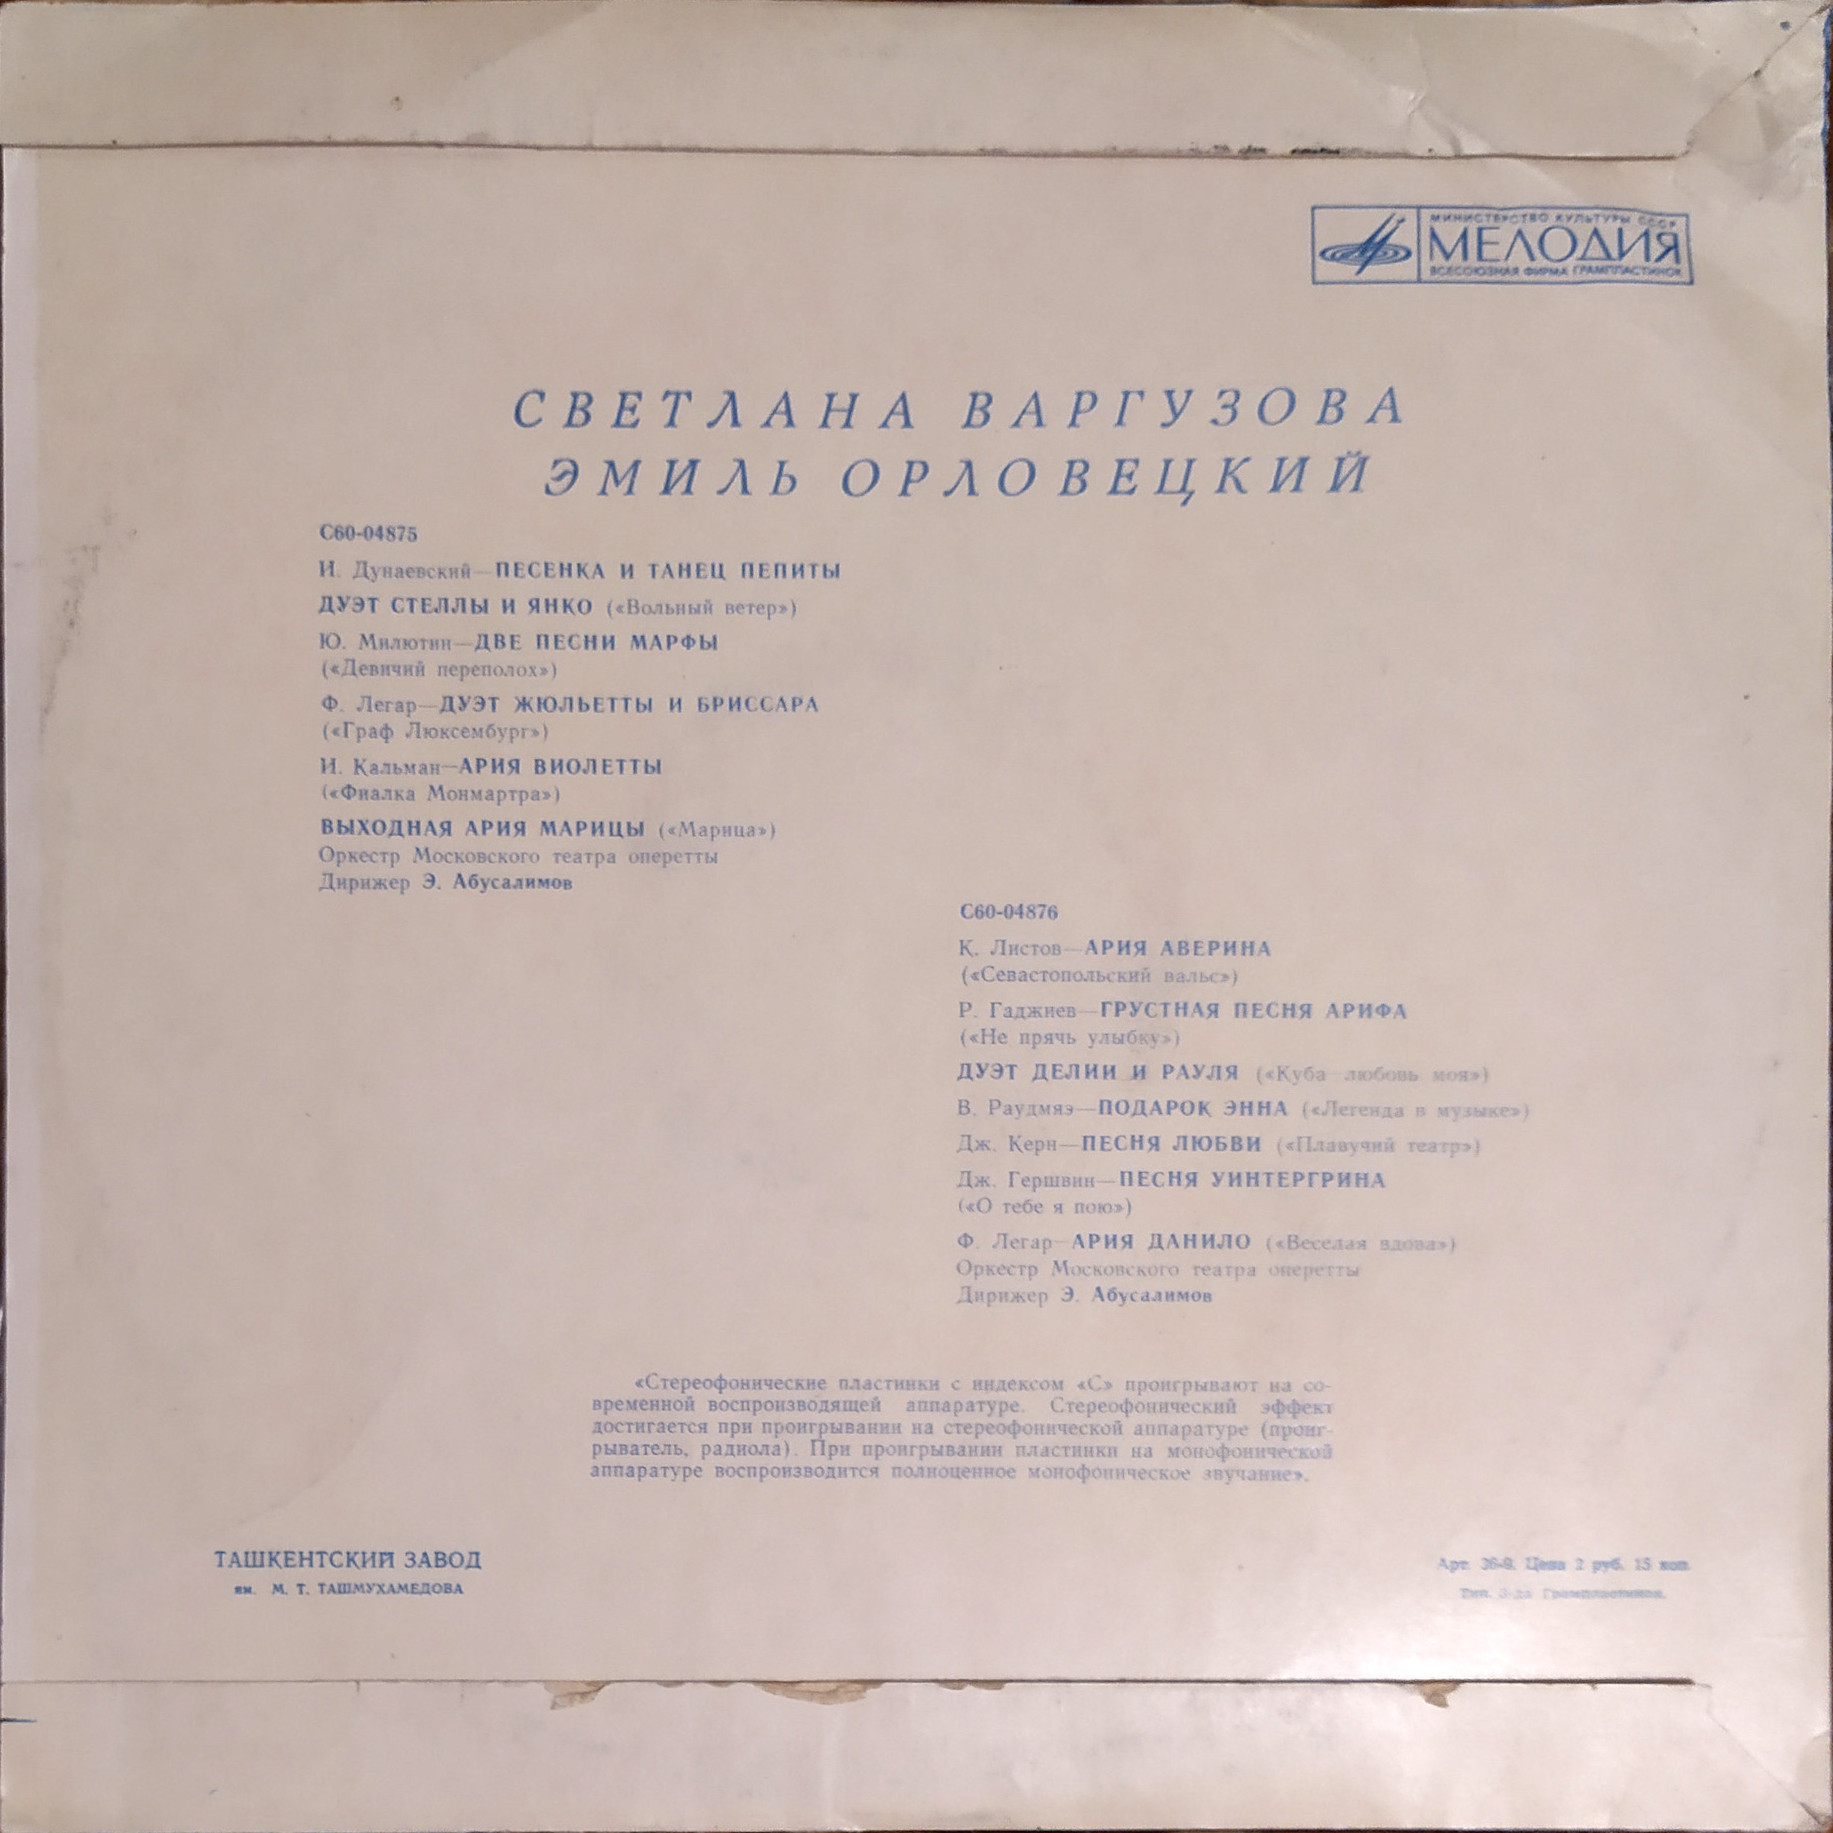 МИНИСТЕРСТВО КУЛЬТУРЫ СССР
МЕЛОДИЯ
ВСЕСОЮЗНАЯ ФИРМА ГРАМПЛАСТИНОК
СВЕТЛАНА ВАРГУЗОВА
ЭМИЛЬ ОРЛОВЕЦКИЙ
С60-04875
И. Дунаевский—ПЕСЕНКА И ТАНЕЦ ПЕПИТЫ
ДУЭТ СТЕЛЛЫ И ЯНКО («Вольный ветер»)
Ю. Милютин—ДВЕ ПЕСНИ МАРФЫ
(«Девичий переполох»)
Ф. Легар—ДУЭТ ЖЮЛЬЕТТЫ И БРИССАРА
(«Граф Люксембург»)
И. Кальман—АРИЯ ВИОЛЕТТЫ
(«Фиалка Монмартра»)
ВЫХОДНАЯ АРИЯ МАРИЦЫ («Марица»)
Оркестр Московского театра оперетты
Дирижер Э. Абусалимов
С60-04876
К. Листов—АРИЯ АВЕРИНА
(«Севастопольский вальс»)
Р. Гаджиев—ГРУСТНАЯ ПЕСНЯ АРИФА
(«Не прячь улыбку»)
ДУЭТ ДЕЛИИ И РАУЛЯ («Куба—любовь моя»)
В. Раудмяэ—ПОДАРОК ЭННА («Легенда в музыке»)
Дж. Керн—ПЕСНЯ ЛЮБВИ («Плавучий театр»)
Дж. Гершвин—ПЕСНЯ УИНТЕРГРИНА
(«О тебе я пою»)
Ф. Легар—АРИЯ ДАНИЛО («Веселая вдова»)
Оркестр Московского театра оперетты
Дирижер Э. Абусалимов
«Стереофонические пластинки с индексом «С» проигрывают на со-
временной воспроизводящей аппаратуре. Стереофонический эффект
достигается при проигрывании на стереофонической аппаратуре (проиг-
рыватель, радиола). При проигрывании пластинки на монофонической
аппаратуре воспроизводится полноценное монофоническое звучание».
ТАШКЕНТСКИЙ ЗАВОД
им. М. Т. ТАШМУХАМЕДОВА
Арт. 36-8. Цена 2 руб. 15 коп.
Тип. З-да Грампластинок.